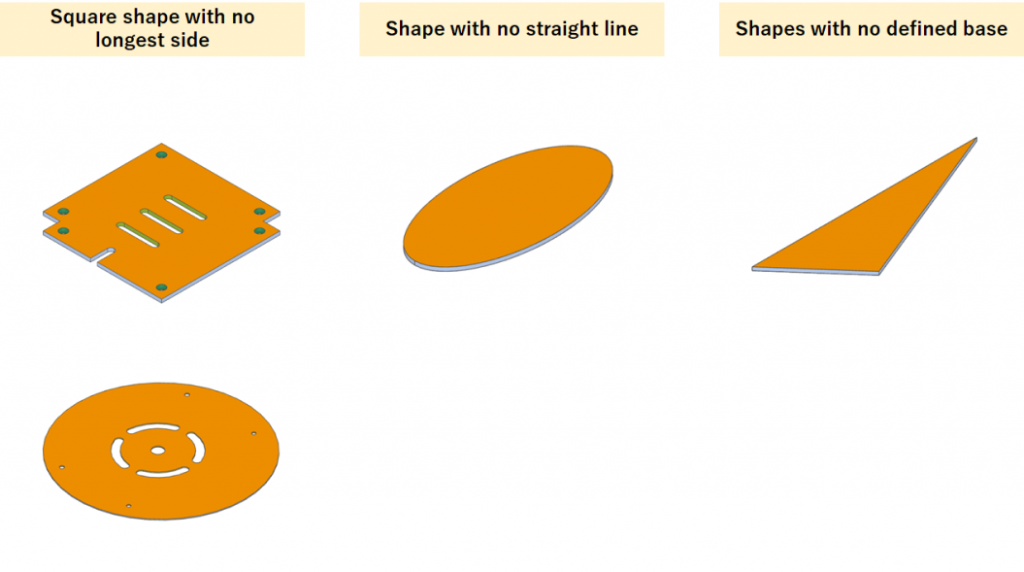 Square shape with no
longest side
Shape with no straight line
Shapes with no defined base